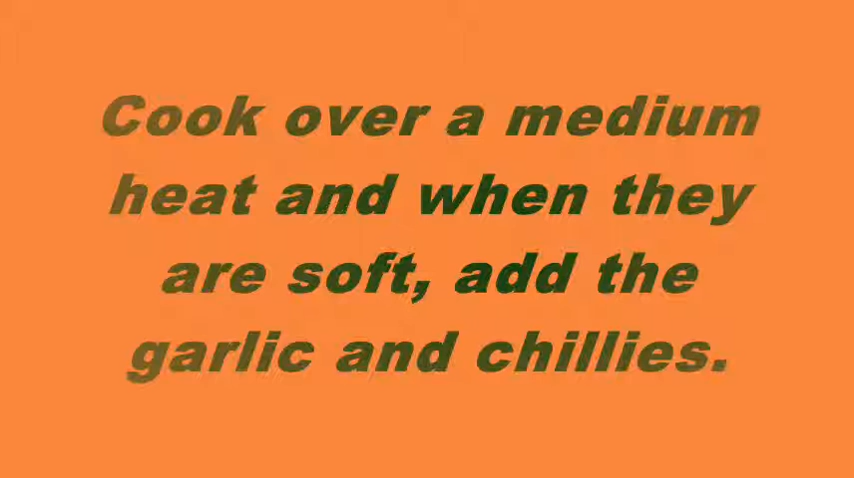 Cook over a medium
heat and when they
are soft, add the
garlic and chillies.